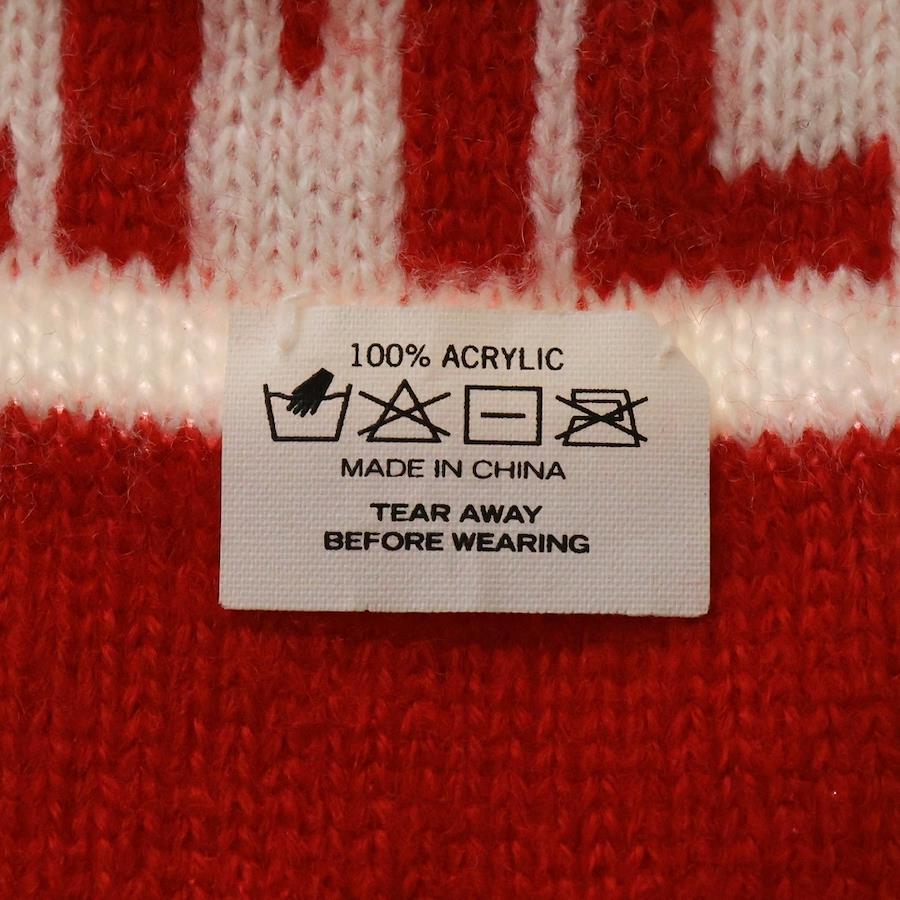 100% ACRYLIC
MADE IN CHINA
TEAR AWAY
BEFORE WEARING